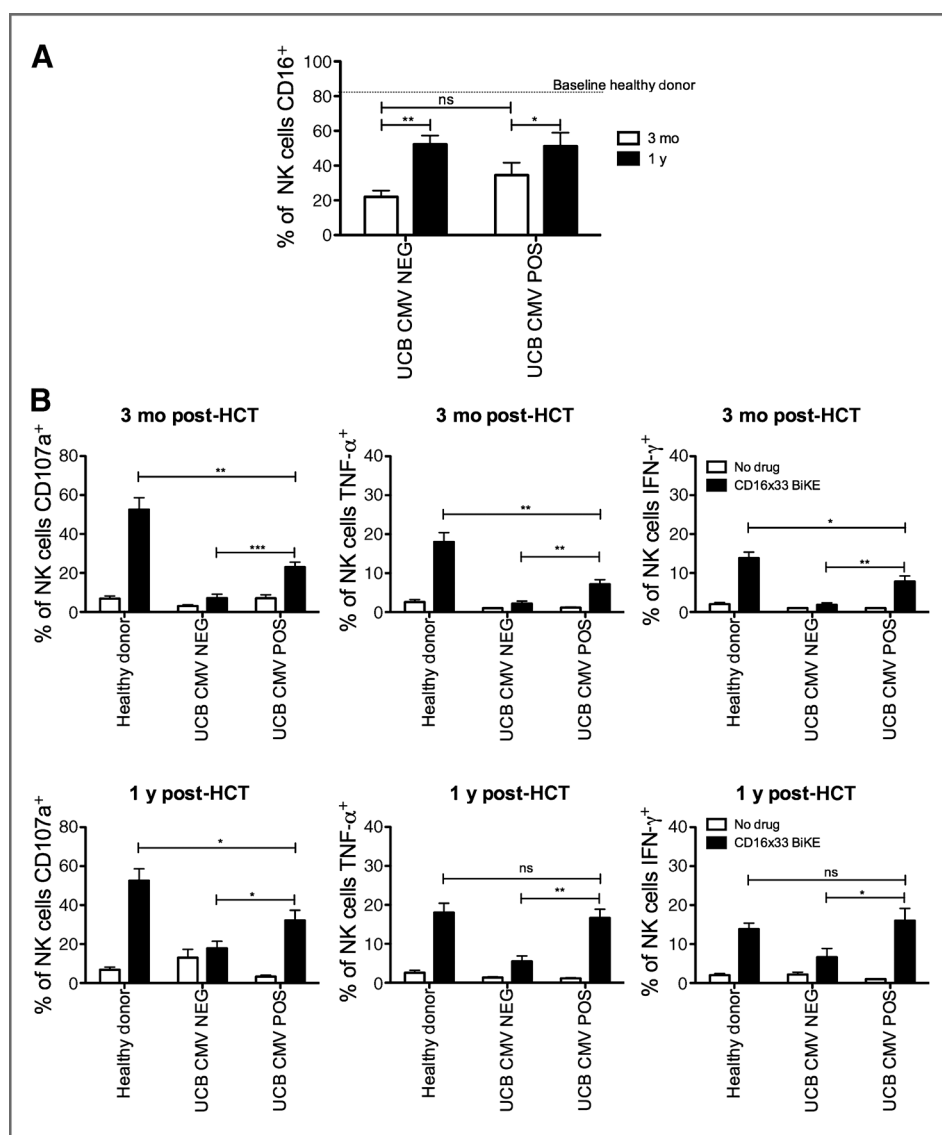 A
% of NK cells CD16⁺
100
80
60
40
20
0
Baseline healthy donor
ns
** *
3 mo
1 y
UCB CMV NEG
UCB CMV POS
B
3 mo post-HCT
% of NK cells CD107a⁺
80
60
40
20
0
**
***
Healthy donor
UCB CMV NEG
UCB CMV POS
3 mo post-HCT
% of NK cells TNF-α⁺
40
30
20
10
0
**
**
Healthy donor
UCB CMV NEG
UCB CMV POS
3 mo post-HCT
% of NK cells IFN-γ⁺
40
30
20
10
0
No drug
CD16x33 BiKE
*
**
Healthy donor
UCB CMV NEG
UCB CMV POS
1 y post-HCT
% of NK cells CD107a⁺
80
60
40
20
0
*
*
Healthy donor
UCB CMV NEG
UCB CMV POS
1 y post-HCT
% of NK cells TNF-α⁺
40
30
20
10
0
ns
**
Healthy donor
UCB CMV NEG
UCB CMV POS
1 y post-HCT
% of NK cells IFN-γ⁺
40
30
20
10
0
No drug
CD16x33 BiKE
ns
*
Healthy donor
UCB CMV NEG
UCB CMV POS